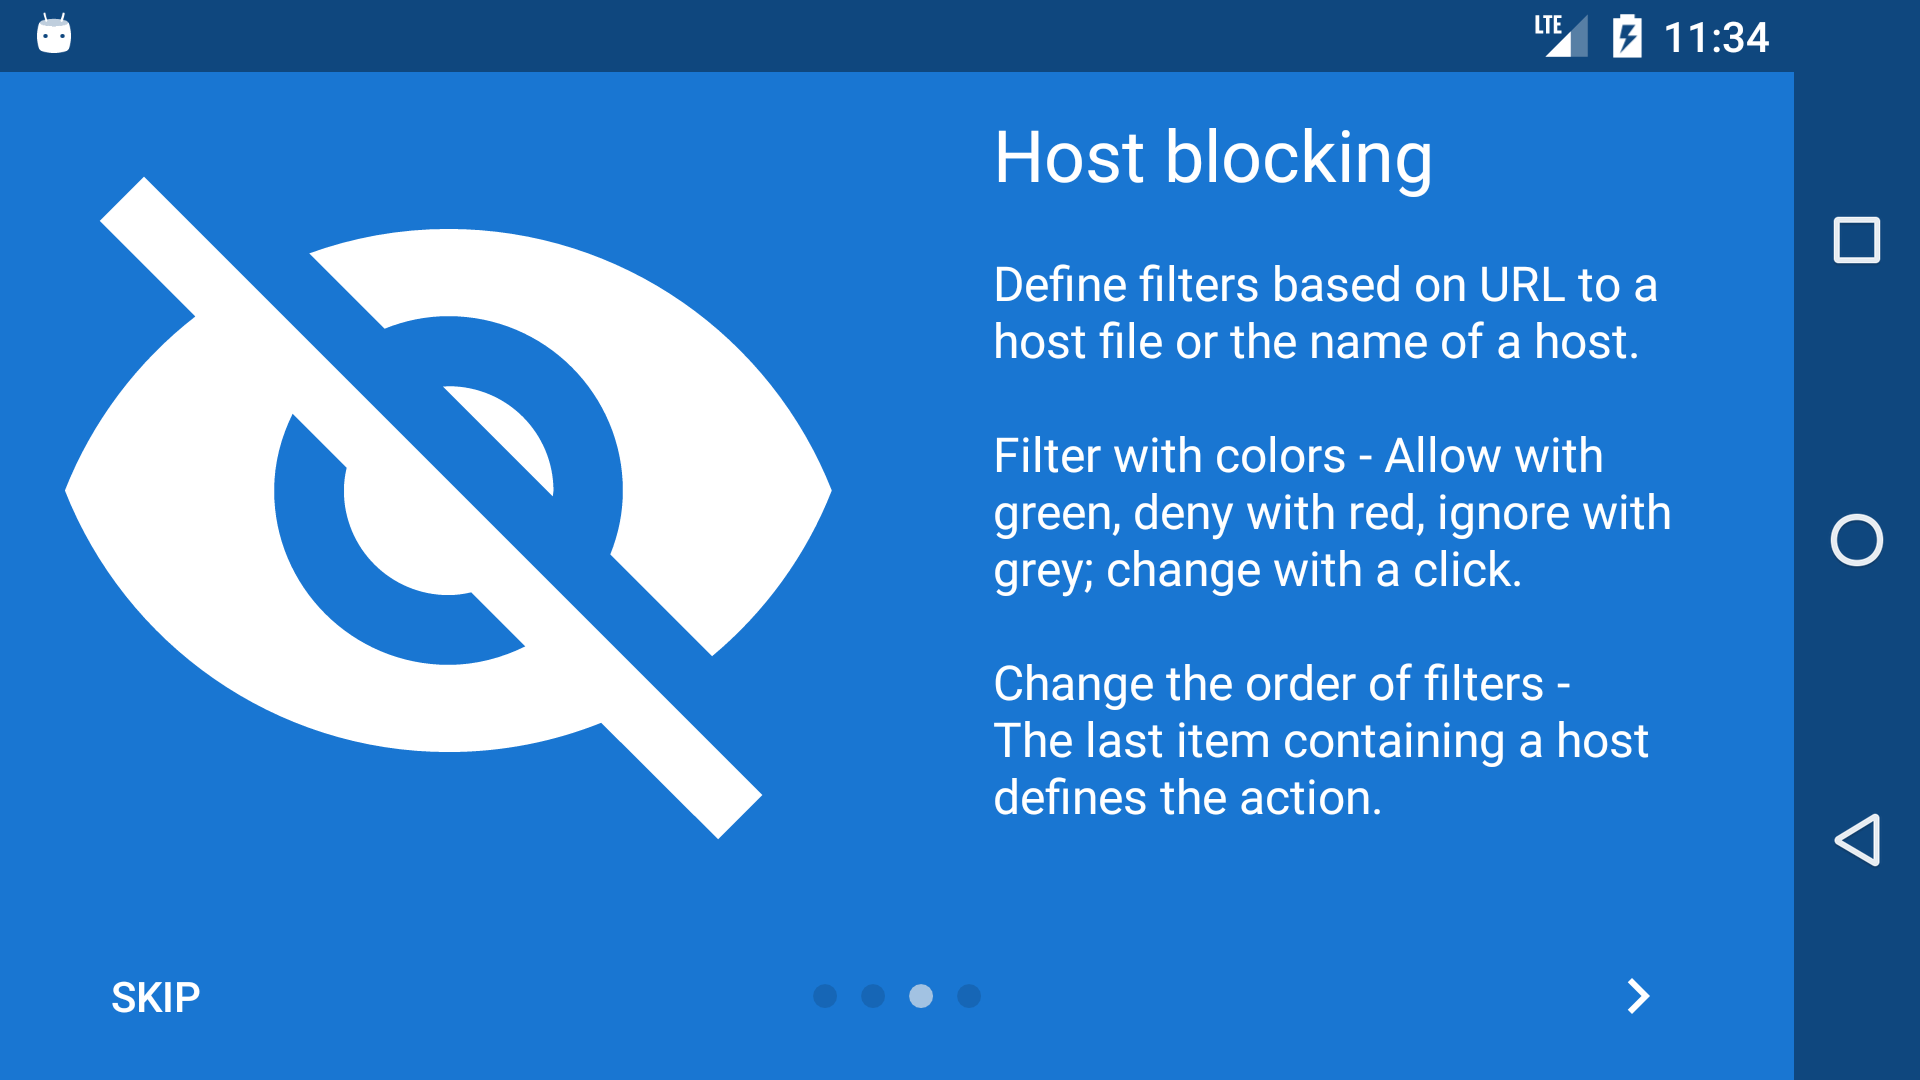 LTE
11:34
Host blocking
Define filters based on URL to a
host file or the name of a host.
Filter with colors - Allow with
green, deny with red, ignore with
grey; change with a click.
Change the order of filters -
The last item containing a host
defines the action.
SKIP